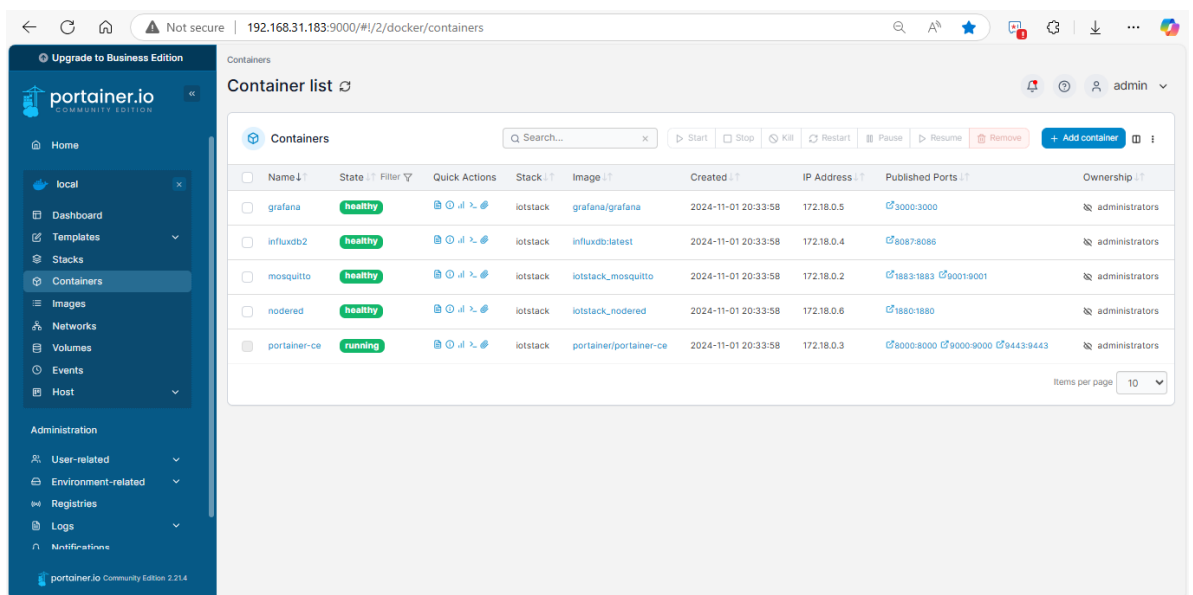 Not secure 192.168.31.183:9000/#!/2/docker/containers
Upgrade to Business Edition
portainer.io
COMMUNITY EDITION
Home
local
Dashboard
Templates
Stacks
Containers
Images
Networks
Volumes
Events
Host
Administration
User-related
Environment-related
Registries
Logs
Notifications
portainer.io Community Edition 2.21.4
Containers
Container list
admin
Containers Search... Start Stop Kill Restart Pause Resume Remove + Add container
Name State Filter Quick Actions Stack Image Created IP Address Published Ports Ownership
grafana healthy iotstack grafana/grafana 2024-11-01 20:33:58 172.18.0.5 3000:3000 administrators
influxdb2 healthy iotstack influxdb:latest 2024-11-01 20:33:58 172.18.0.4 8087:8086 administrators
mosquitto healthy iotstack iotstack_mosquitto 2024-11-01 20:33:58 172.18.0.2 1883:1883 9001:9001 administrators
nodered healthy iotstack iotstack_nodered 2024-11-01 20:33:58 172.18.0.6 1880:1880 administrators
portainer-ce running iotstack portainer/portainer-ce 2024-11-01 20:33:58 172.18.0.3 8000:8000 9000:9000 9443:9443 administrators
Items per page 10